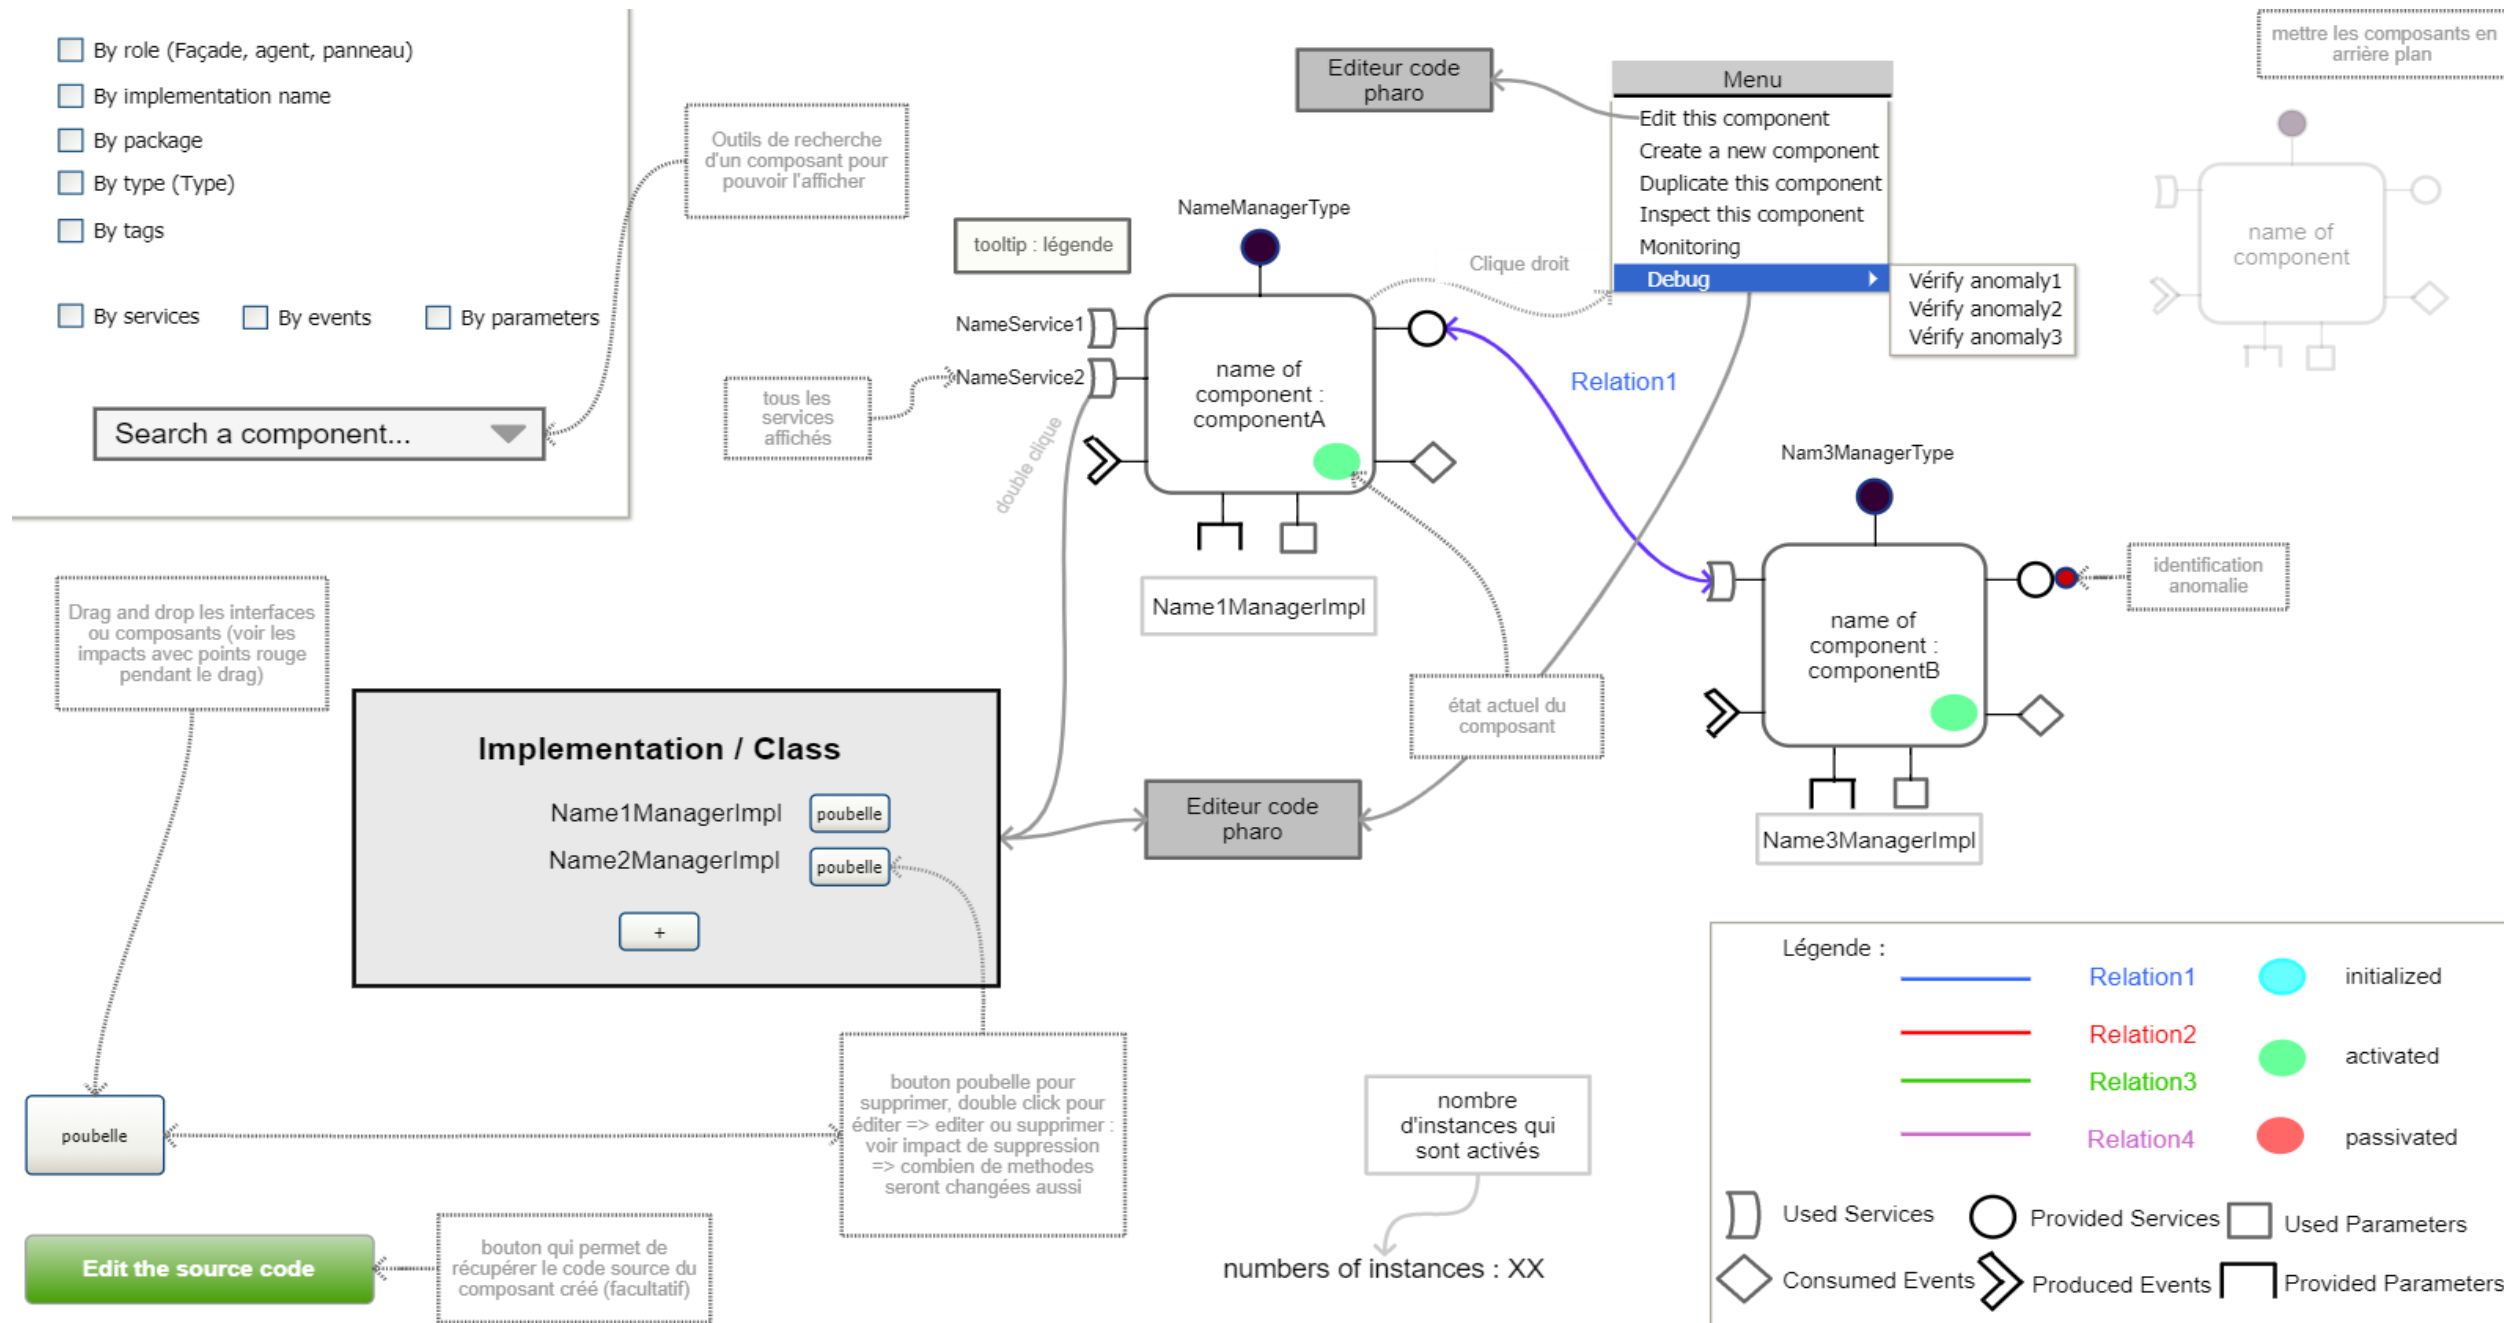 By role (Façade, agent, panneau)
By implementation name
By package
By type (Type)
By tags
By services
By events
By parameters
Search a component...
Outils de recherche
d'un composant pour
pouvoir l'afficher
tooltip : légende
NameManagerType
NameService1
NameService2
tous les
services
affichés
double clique
name of
component :
componentA
Name1ManagerImpl
Editeur code
pharo
Clique droit
Menu
Edit this component
Create a new component
Duplicate this component
Inspect this component
Monitoring
Debug
Vérify anomaly1
Vérify anomaly2
Vérify anomaly3
mettre les composants en
arrière plan
name of
component
Relation1
Nam3ManagerType
name of
component :
componentB
Name3ManagerImpl
identification
anomalie
état actuel du
composant
Drag and drop les interfaces
ou composants (voir les
impacts avec points rouge
pendant le drag)
Implementation / Class
Name1ManagerImpl
poubelle
Name2ManagerImpl
poubelle
+
Editeur code
pharo
poubelle
bouton poubelle pour
supprimer, double click pour
éditer => editer ou supprimer :
voir impact de suppression
=> combien de methodes
seront changées aussi
Edit the source code
bouton qui permet de
récupérer le code source du
composant créé (facultatif)
nombre
d'instances qui
sont activés
numbers of instances : XX
Légende :
Relation1
initialized
Relation2
Relation3
activated
Relation4
passivated
Used Services
Provided Services
Used Parameters
Consumed Events
Produced Events
Provided Parameters